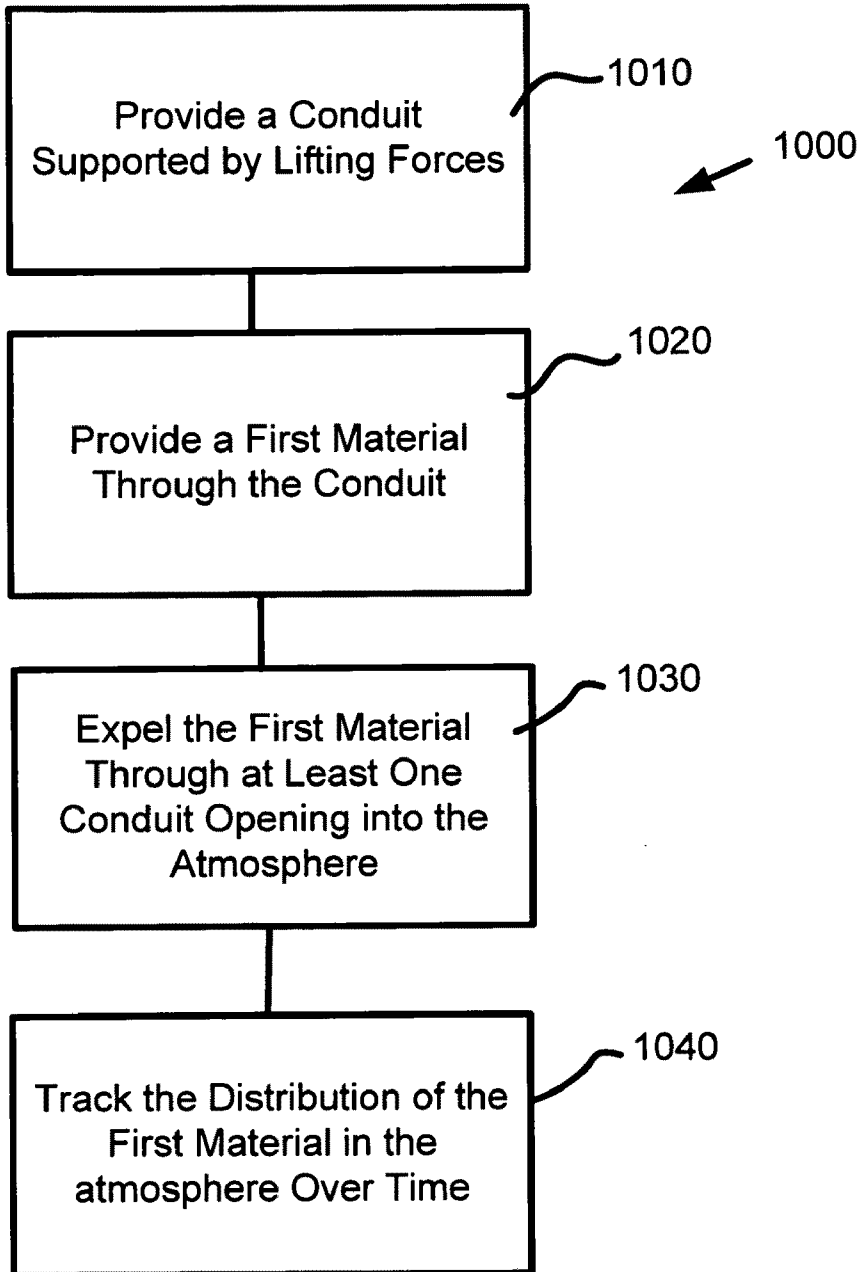 1010
Provide a Conduit
Supported by Lifting Forces
1000
1020
Provide a First Material
Through the Conduit
1030
Expel the First Material
Through at Least One
Conduit Opening into the
Atmosphere
1040
Track the Distribution of the
First Material in the
atmosphere Over Time